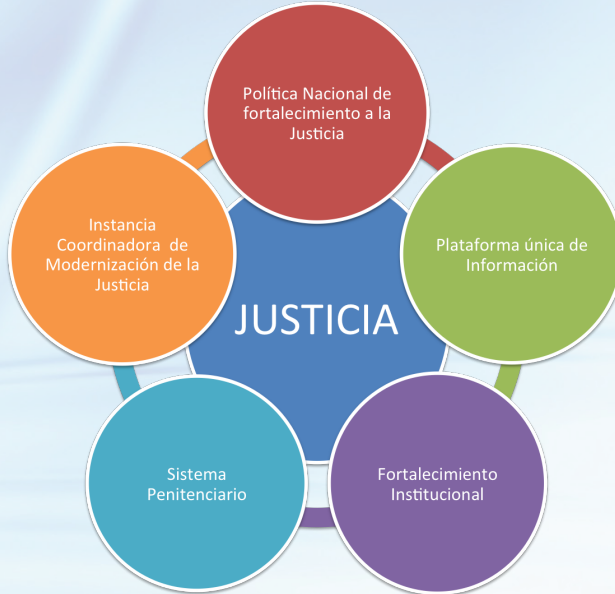 Política Nacional de
fortalecimiento a la
Justicia
Instancia
Coordinadora de
Modernización de la
Justicia
Plataforma única de
Información
JUSTICIA
Sistema
Penitenciario
Fortalecimiento
Institucional